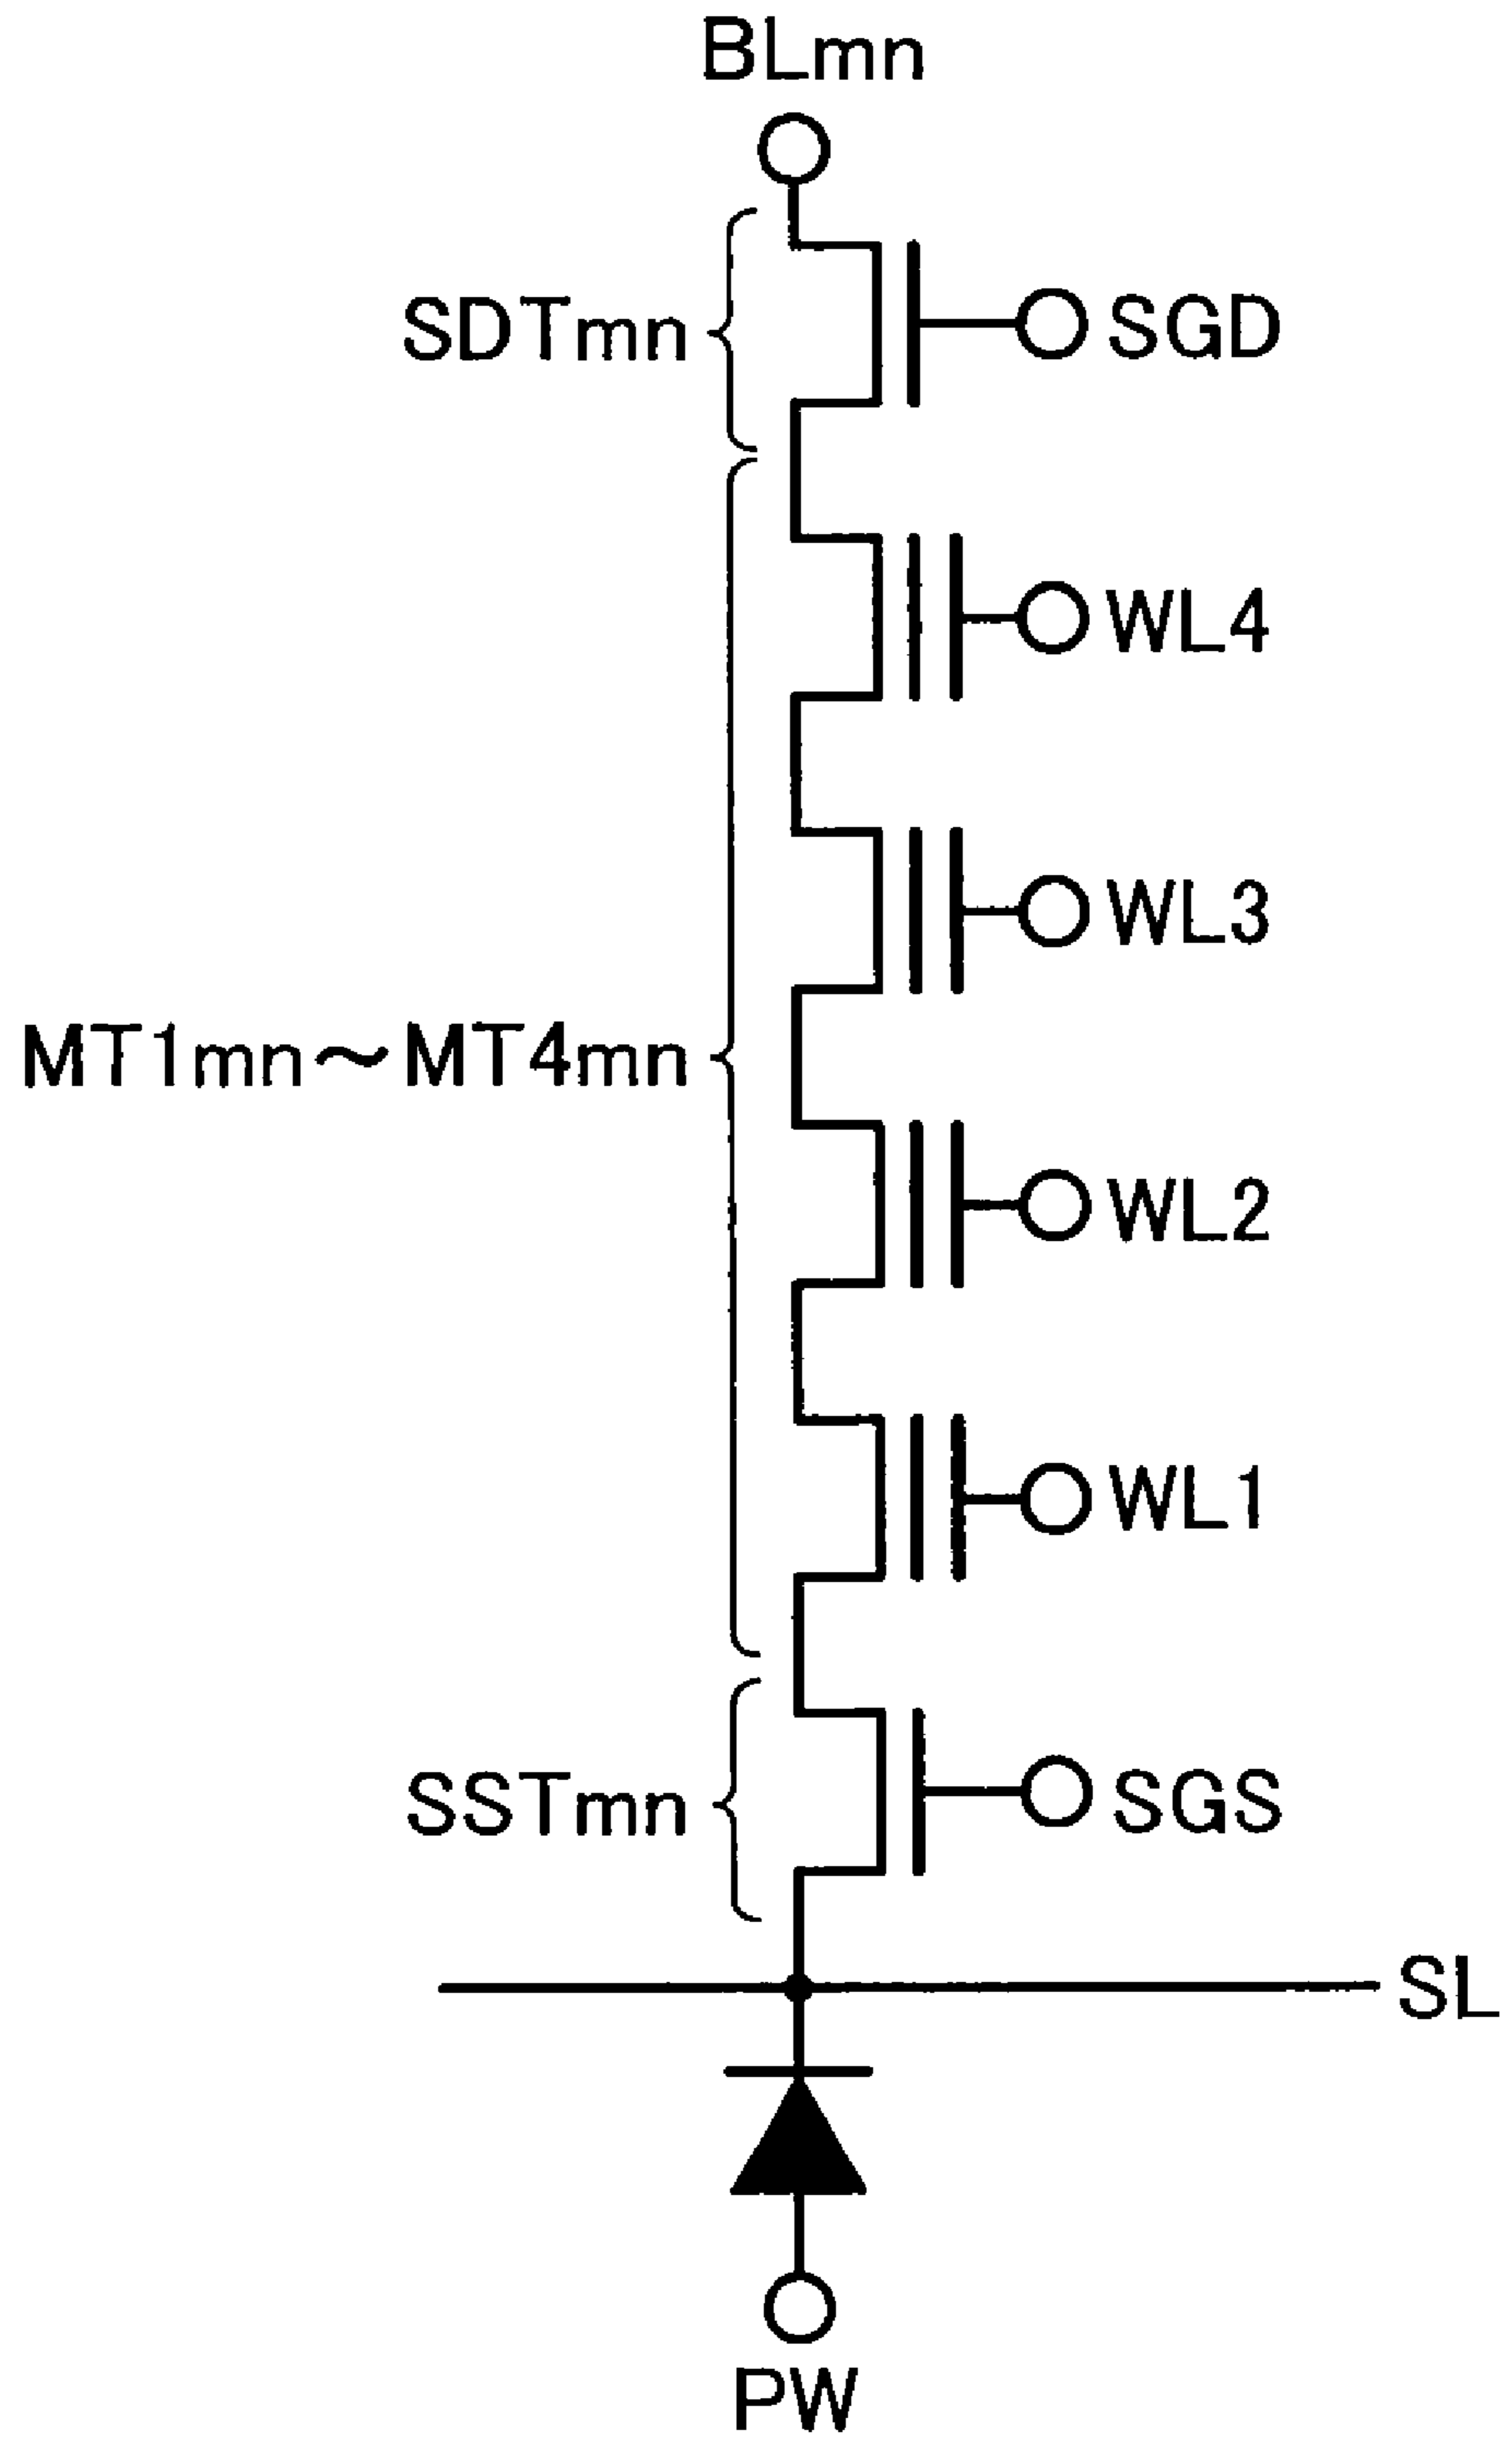 BLmn
SDTmn
SGD
WL4
WL3
MT1mn～MT4mn
WL2
WL1
SSTmn
SGS
SL
PW